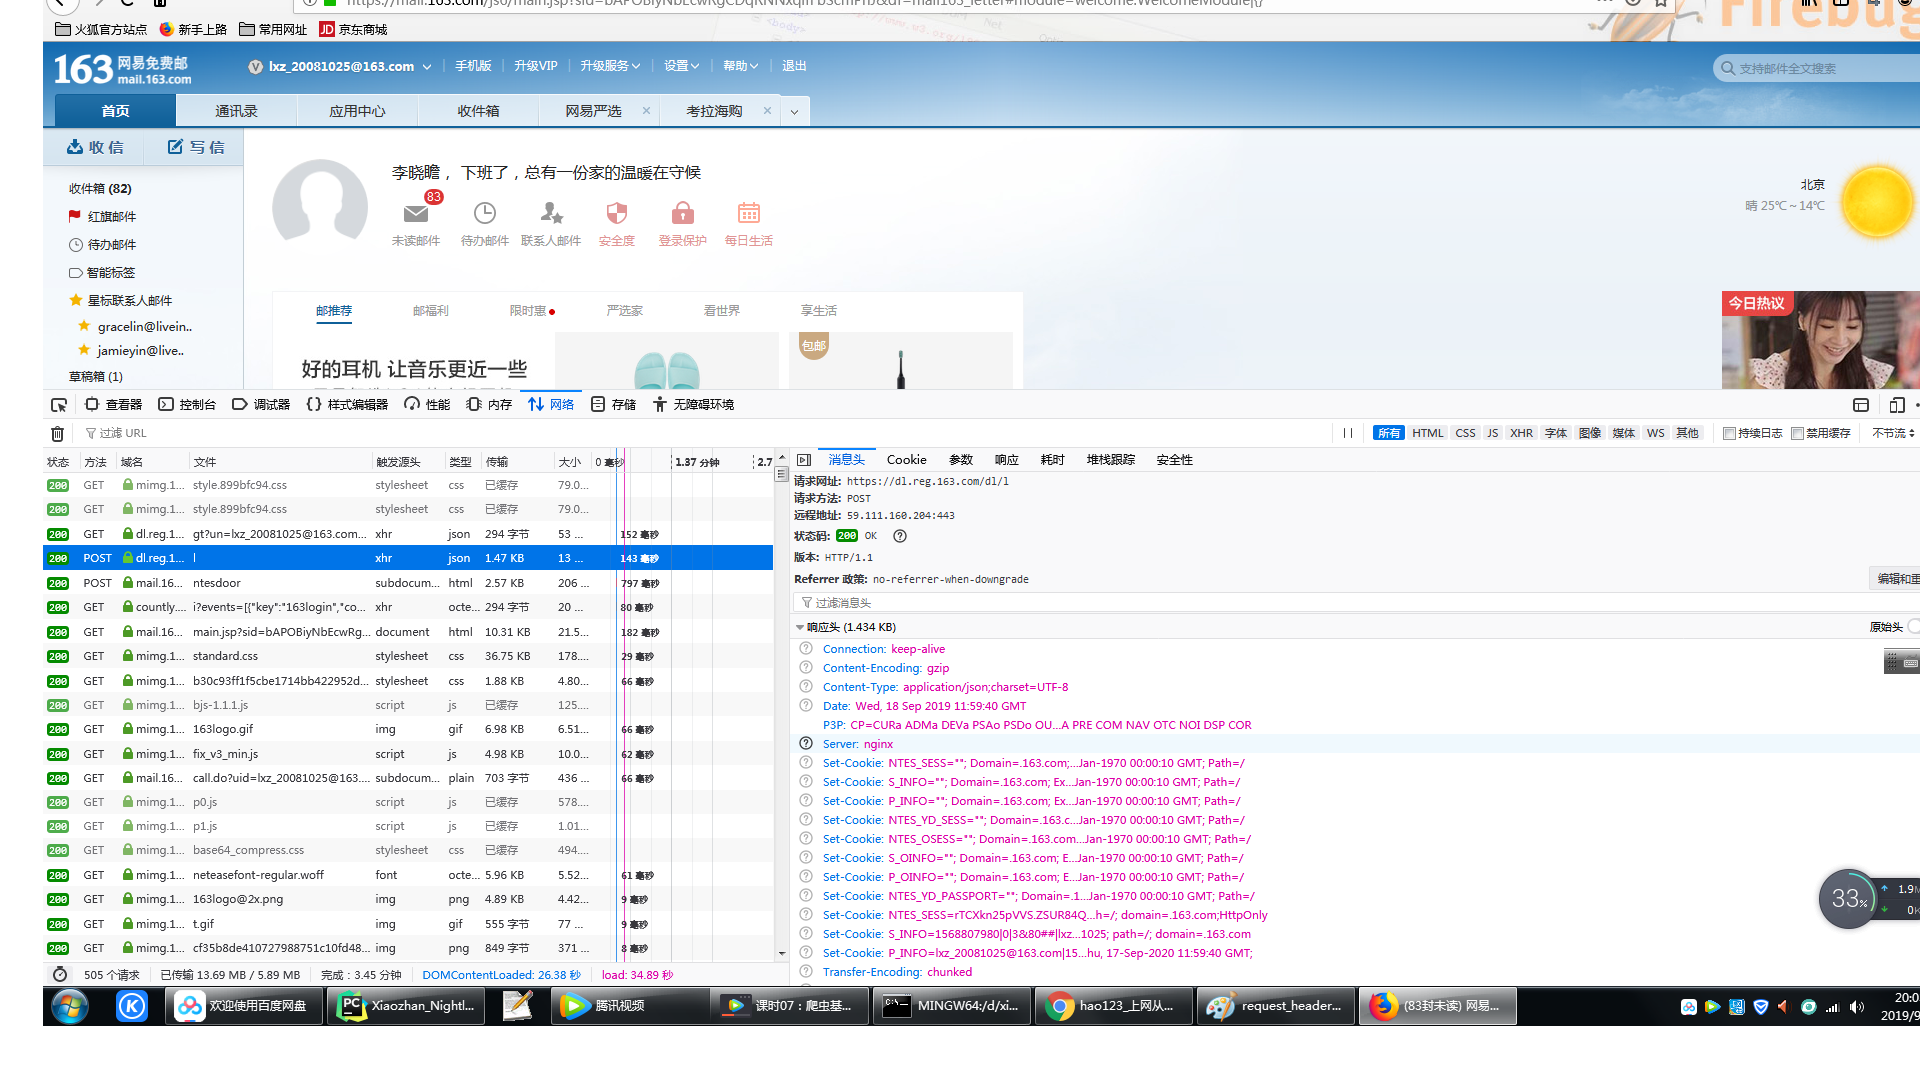 火狐官方站点 新手上路 常用网址 JD 京东商城
163 网易免费邮 mail.163.com
lxz_20081025@163.com 手机版 升级VIP 升级服务 设置 帮助 退出
支持邮件全文搜索
首页 通讯录 应用中心 收件箱 网易严选 × 考拉海购 ×
收信 写信
收件箱 (82)
红旗邮件
待办邮件
智能标签
星标联系人邮件
gracelin@livein..
jamieyin@live..
草稿箱 (1)
李晓瞻， 下班了，总有一份家的温暖在守候
83
未读邮件 待办邮件 联系人邮件 安全度 登录保护 每日生活
北京
晴 25℃～14℃
邮推荐 邮福利 限时惠 严选家 看世界 享生活
好的耳机 让音乐更近一些
包邮
今日热议
查看器 控制台 调试器 样式编辑器 性能 内存 网络 存储 无障碍环境
过滤 URL
所有 HTML CSS JS XHR 字体 图像 媒体 WS 其他 持续日志 禁用缓存 不节流
状态 方法 域名 文件 触发源头 类型 传输 大小 0 毫秒 1.37 分钟 2.7
200 GET mimg.1... style.899bfc94.css stylesheet css 已缓存 79.0...
200 GET mimg.1... style.899bfc94.css stylesheet css 已缓存 79.0...
200 GET dl.reg.1... gt?un=lxz_20081025@163.com... xhr json 294 字节 53 ... 152 毫秒
200 POST dl.reg.1... l xhr json 1.47 KB 13 ... 143 毫秒
200 POST mail.16... ntesdoor subdocum... html 2.57 KB 206 ... 797 毫秒
200 GET countly.... i?events=[{"key":"163login","co... xhr octe... 294 字节 20 ... 80 毫秒
200 GET mail.16... main.jsp?sid=bAPOBiyNbEcwRg... document html 10.31 KB 21.5... 182 毫秒
200 GET mimg.1... standard.css stylesheet css 36.75 KB 178.... 29 毫秒
200 GET mimg.1... b30c93ff1f5cbe1714bb422952d... stylesheet css 1.88 KB 4.80... 66 毫秒
200 GET mimg.1... bjs-1.1.1.js script js 已缓存 125....
200 GET mimg.1... 163logo.gif img gif 6.98 KB 6.51... 66 毫秒
200 GET mimg.1... fix_v3_min.js script js 4.98 KB 10.0... 62 毫秒
200 GET mail.16... call.do?uid=lxz_20081025@163.... subdocum... plain 703 字节 436 ... 66 毫秒
200 GET mimg.1... p0.js script js 已缓存 578....
200 GET mimg.1... p1.js script js 已缓存 1.01...
200 GET mimg.1... base64_compress.css stylesheet css 已缓存 494....
200 GET mimg.1... neteasefont-regular.woff font octe... 5.96 KB 5.52... 61 毫秒
200 GET mimg.1... 163logo@2x.png img png 4.89 KB 4.42... 9 毫秒
200 GET mimg.1... t.gif img gif 555 字节 77 ... 9 毫秒
200 GET mimg.1... cf35b8de410727988751c10fd48... img png 849 字节 371 ... 8 毫秒
505 个请求 已传输 13.69 MB / 5.89 MB 完成：3.45 分钟 DOMContentLoaded: 26.38 秒 load: 34.89 秒
消息头 Cookie 参数 响应 耗时 堆栈跟踪 安全性
请求网址: https://dl.reg.163.com/dl/l
请求方法: POST
远程地址: 59.111.160.204:443
状态码: 200 OK
版本: HTTP/1.1
Referrer 政策: no-referrer-when-downgrade
编辑和重
过滤消息头
响应头 (1.434 KB) 原始头
Connection: keep-alive
Content-Encoding: gzip
Content-Type: application/json;charset=UTF-8
Date: Wed, 18 Sep 2019 11:59:40 GMT
P3P: CP=CURa ADMa DEVa PSAo PSDo OU...A PRE COM NAV OTC NOI DSP COR
Server: nginx
Set-Cookie: NTES_SESS=""; Domain=.163.com;...Jan-1970 00:00:10 GMT; Path=/
Set-Cookie: S_INFO=""; Domain=.163.com; Ex...Jan-1970 00:00:10 GMT; Path=/
Set-Cookie: P_INFO=""; Domain=.163.com; Ex...Jan-1970 00:00:10 GMT; Path=/
Set-Cookie: NTES_YD_SESS=""; Domain=.163.c...Jan-1970 00:00:10 GMT; Path=/
Set-Cookie: NTES_OSESS=""; Domain=.163.com...Jan-1970 00:00:10 GMT; Path=/
Set-Cookie: S_OINFO=""; Domain=.163.com; E...Jan-1970 00:00:10 GMT; Path=/
Set-Cookie: P_OINFO=""; Domain=.163.com; E...Jan-1970 00:00:10 GMT; Path=/
Set-Cookie: NTES_YD_PASSPORT=""; Domain=.1...Jan-1970 00:00:10 GMT; Path=/
Set-Cookie: NTES_SESS=rTCXkn25pVVS.ZSUR84Q...h=/; domain=.163.com;HttpOnly
Set-Cookie: S_INFO=1568807980|0|3&80##|lxz...1025; path=/; domain=.163.com
Set-Cookie: P_INFO=lxz_20081025@163.com|15...hu, 17-Sep-2020 11:59:40 GMT;
Transfer-Encoding: chunked
33%
欢迎使用百度网盘 Xiaozhan_Nightl... 腾讯视频 课时07：爬虫基... MINGW64:/d/xi... hao123_上网从... request_header... (83封未读) 网易...
20:0
2019/9